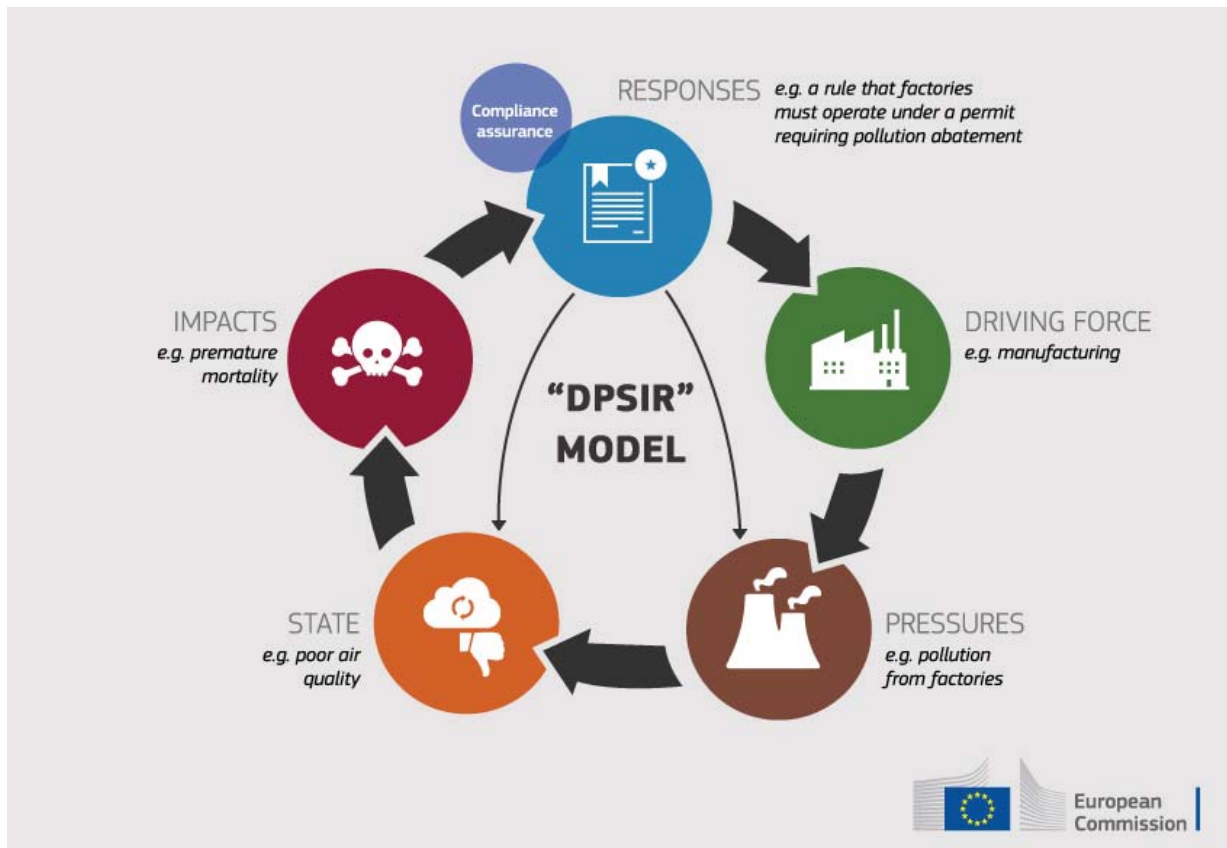 Compliance
assurance
RESPONSES
e.g. a rule that factories
must operate under a permit
requiring pollution abatement
IMPACTS
e.g. premature
mortality
DRIVING FORCE
e.g. manufacturing
“DPSIR”
MODEL
STATE
e.g. poor air
quality
PRESSURES
e.g. pollution
from factories
European
Commission